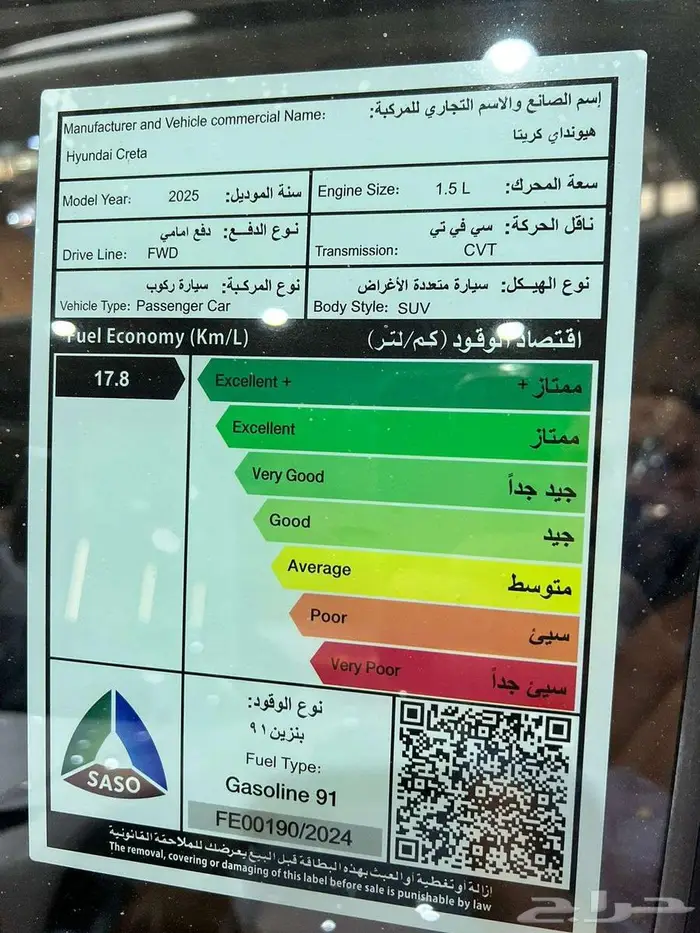 إسم الصانع والاسم التجاري للمركبة:
Manufacturer and Vehicle commercial Name:
هيونداي كريتا
Hyundai Creta
Model Year: 2025 سنة الموديل:
Engine Size: 1.5 L سعة المحرك:
نوع الدفع: دفع امامي
Drive Line: FWD
ناقل الحركة: سي في تي
Transmission: CVT
نوع المركبة: سيارة ركوب
Vehicle Type: Passenger Car
نوع الهيكل: سيارة متعددة الأغراض
Body Style: SUV
Fuel Economy (Km/L) اقتصاد الوقود (كم/لتر)
17.8
Excellent + ممتاز +
Excellent ممتاز
Very Good جيد جداً
Good جيد
Average متوسط
Poor سيئ
Very Poor سيئ جداً
SASO
نوع الوقود:
بنزين ٩١
Fuel Type:
Gasoline 91
FE00190/2024
ازالة أو تغطية أو العبث بهذه البطاقة قبل البيع يعرضك للملاحقة القانونية
The removal, covering or damaging of this label before sale is punishable by law
حراج